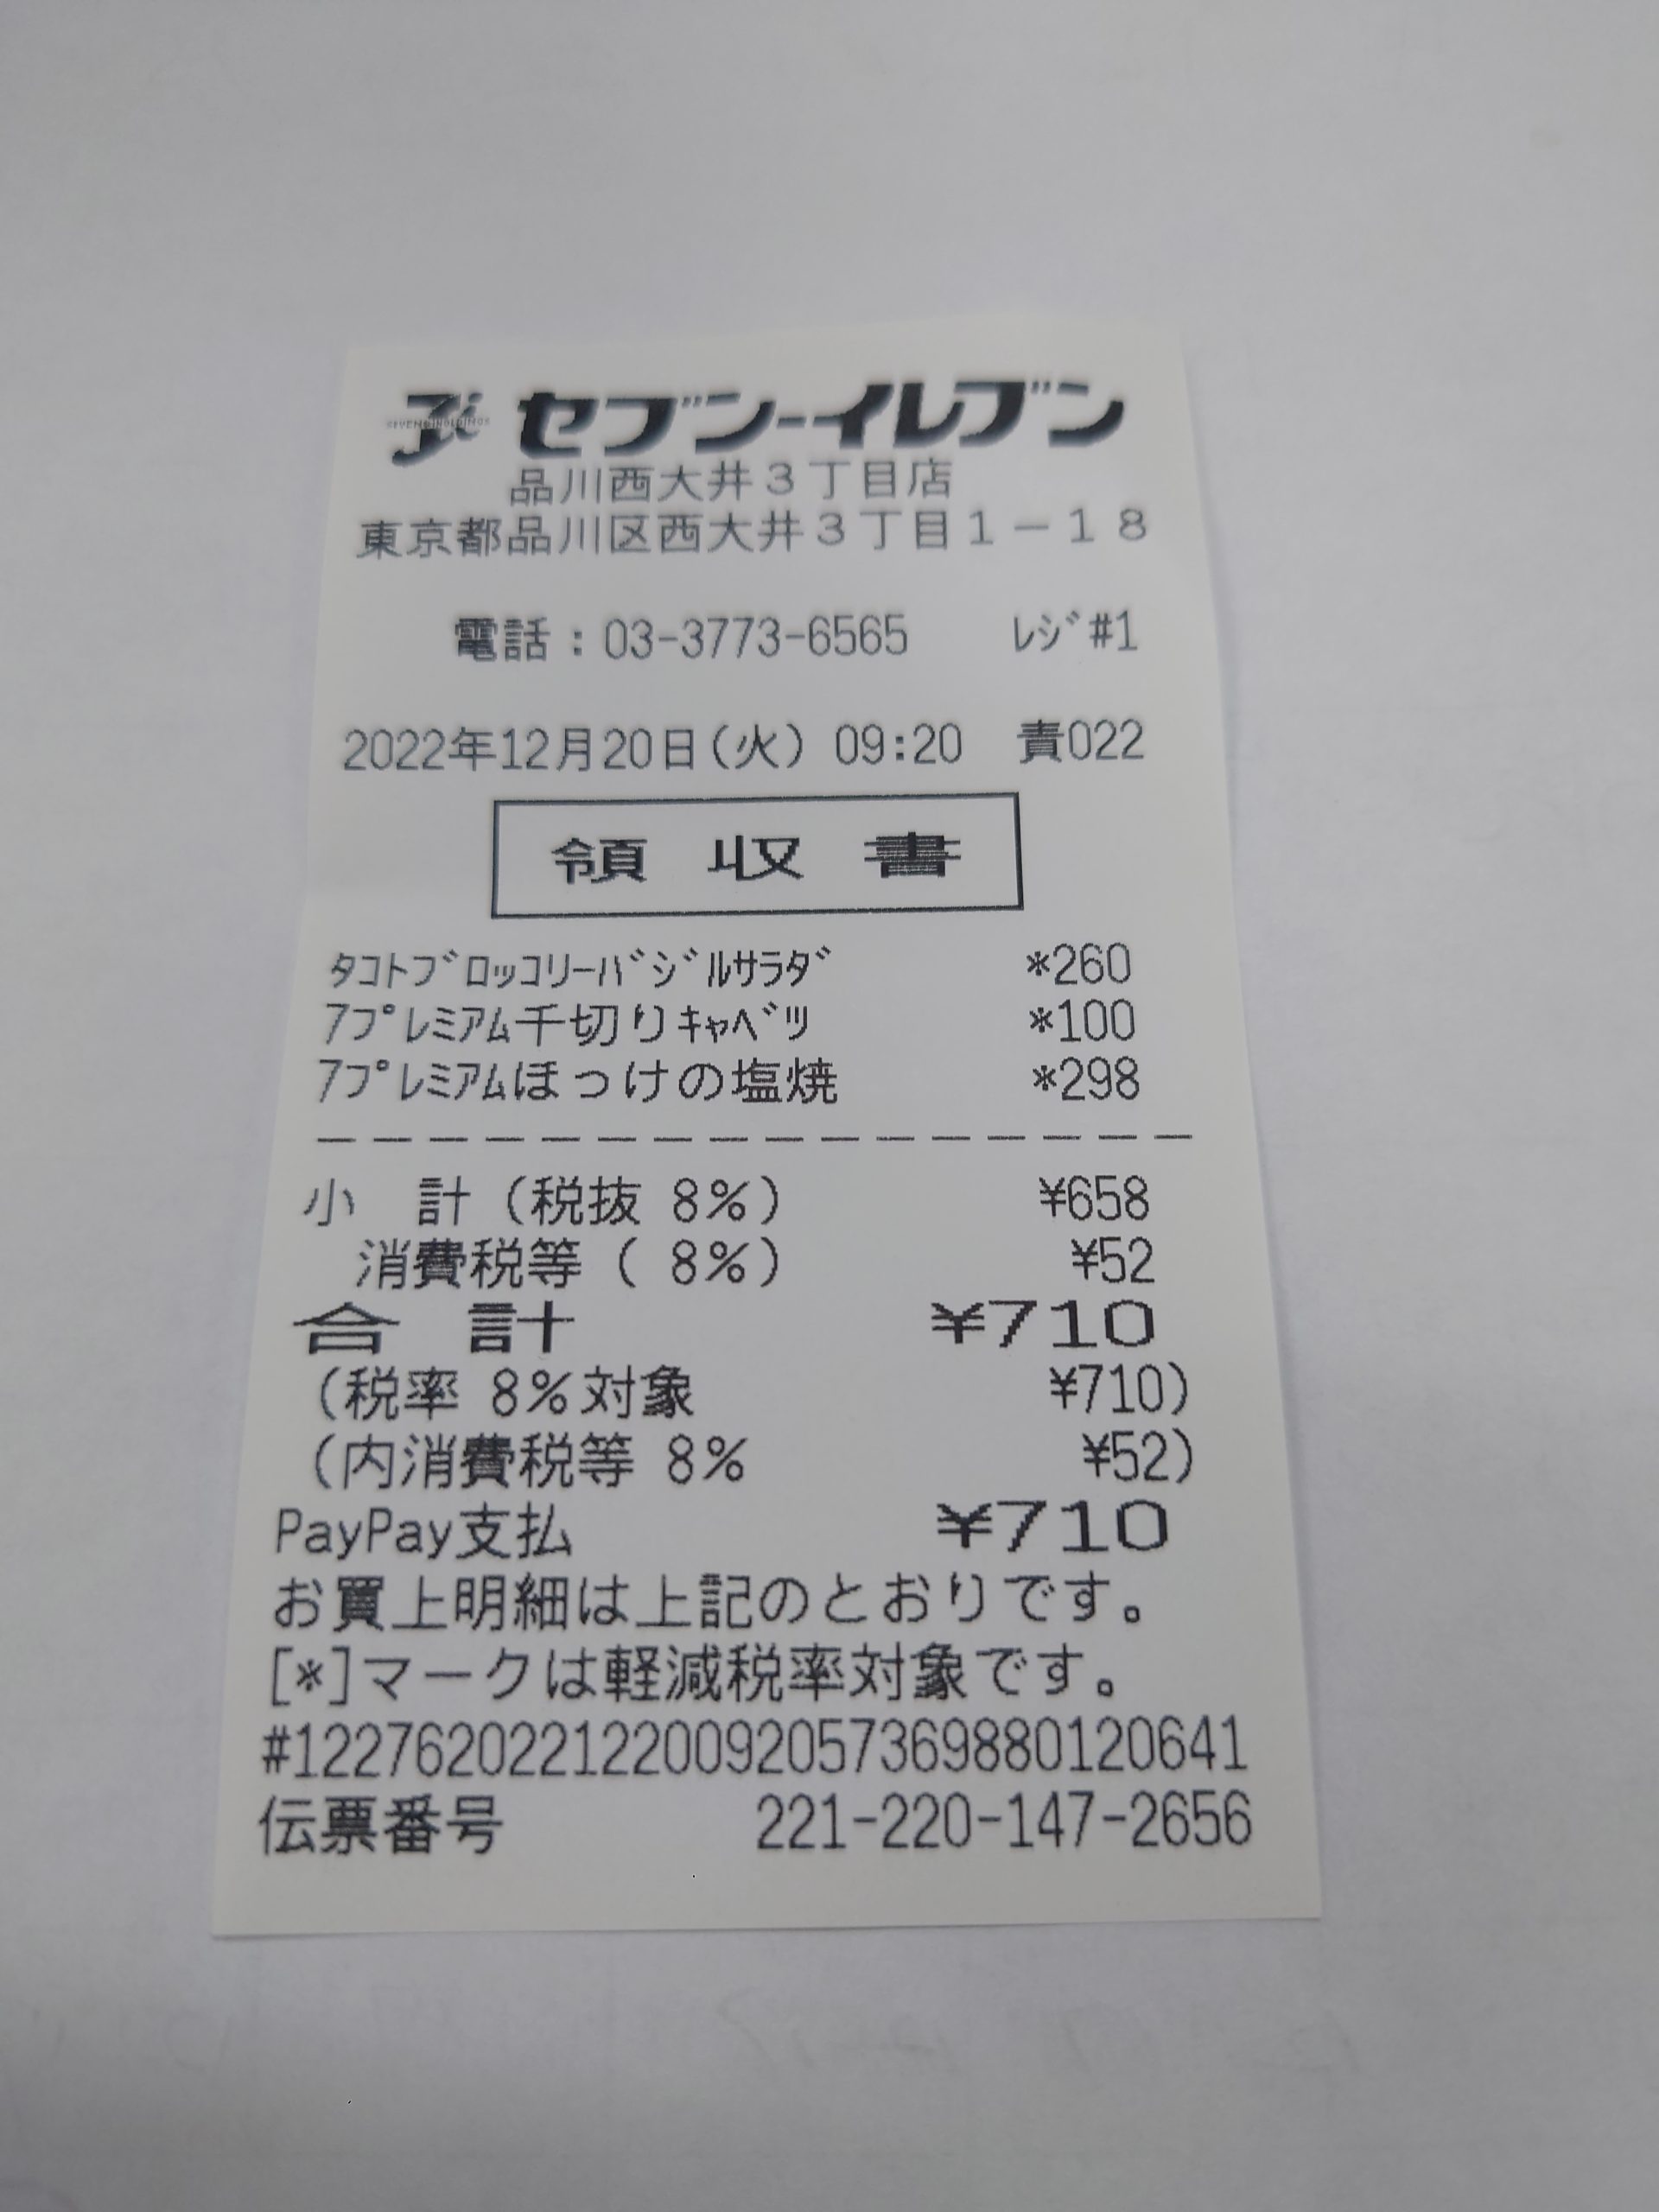 セブン-イレブン
品川西大井3丁目店
東京都品川区西大井3丁目1-18
電話:03-3773-6565 レジ#1
2022年12月20日(火) 09:20 責022
領収書
タコトブロッコリーバジルサラダ *260
7プレミアム千切りキャベツ *100
7プレミアムほっけの塩焼 *298
小 計(税抜 8%) ¥658
消費税等( 8%) ¥52
合 計 ¥710
(税率 8%対象 ¥710)
(内消費税等 8% ¥52)
PayPay支払 ¥710
お買上明細は上記のとおりです。
[*]マークは軽減税率対象です。
#122762022122009205736988012064​1
伝票番号 221-220-147-2656